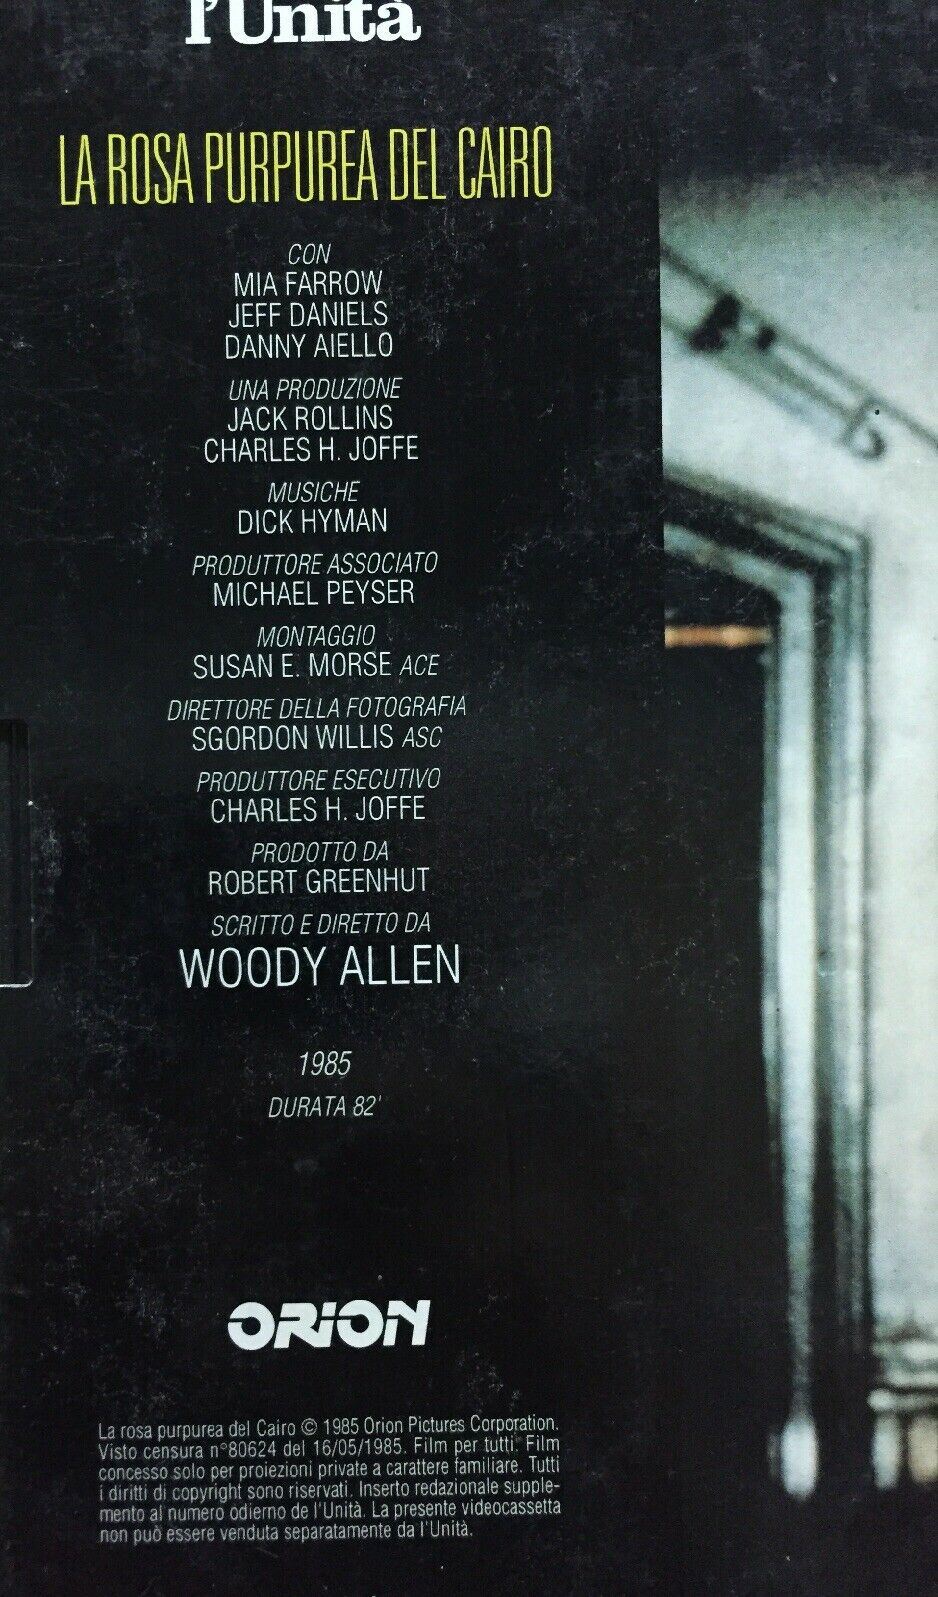 l'Unità
LA ROSA PURPUREA DEL CAIRO
CON
MIA FARROW
JEFF DANIELS
DANNY AIELLO
UNA PRODUZIONE
JACK ROLLINS
CHARLES H. JOFFE
MUSICHE
DICK HYMAN
PRODUTTORE ASSOCIATO
MICHAEL PEYSER
MONTAGGIO
SUSAN E. MORSE ACE
DIRETTORE DELLA FOTOGRAFIA
SGORDON WILLIS ASC
PRODUTTORE ESECUTIVO
CHARLES H. JOFFE
PRODOTTO DA
ROBERT GREENHUT
SCRITTO E DIRETTO DA
WOODY ALLEN
1985
DURATA 82'
ORION
La rosa purpurea del Cairo © 1985 Orion Pictures Corporation.
Visto censura n°80624 del 16/05/1985. Film per tutti. Film
concesso solo per proiezioni private a carattere familiare. Tutti
i diritti di copyright sono riservati. Inserto redazionale supple-
mento al numero odierno de l'Unità. La presente videocassetta
non può essere venduta separatamente da l'Unità.